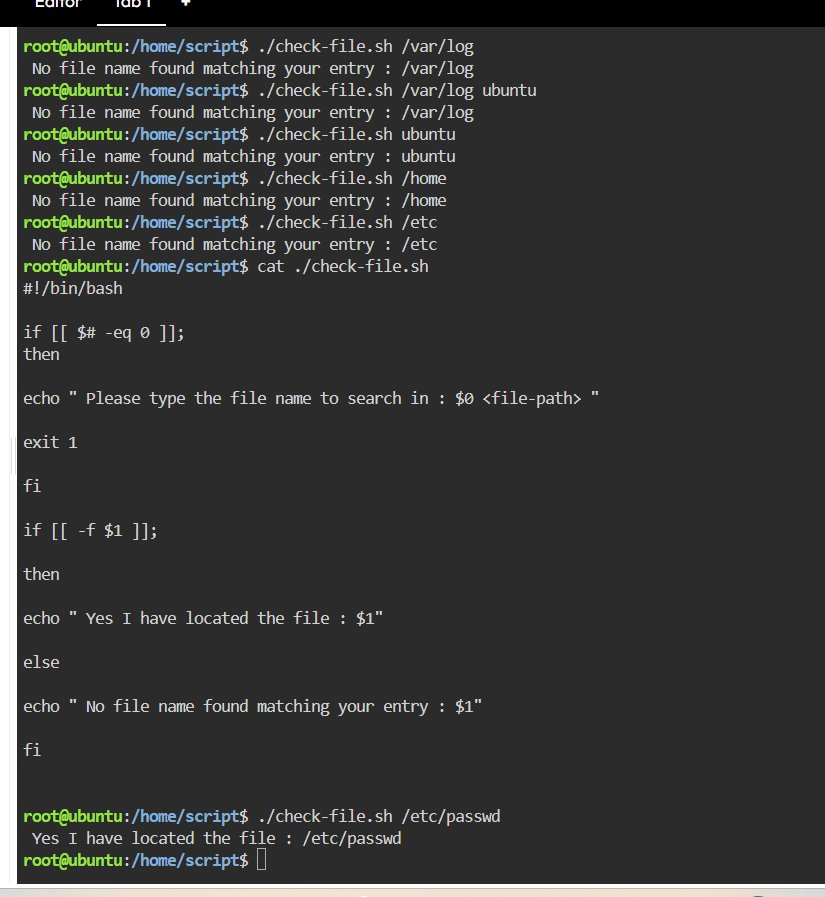 Editor Tab 1 +
root@ubuntu:/home/script$ ./check-file.sh /var/log
 No file name found matching your entry : /var/log
root@ubuntu:/home/script$ ./check-file.sh /var/log ubuntu
 No file name found matching your entry : /var/log
root@ubuntu:/home/script$ ./check-file.sh ubuntu
 No file name found matching your entry : ubuntu
root@ubuntu:/home/script$ ./check-file.sh /home
 No file name found matching your entry : /home
root@ubuntu:/home/script$ ./check-file.sh /etc
 No file name found matching your entry : /etc
root@ubuntu:/home/script$ cat ./check-file.sh
#!/bin/bash
if [[ $# -eq 0 ]];
then
echo " Please type the file name to search in : $0 <file-path> "
exit 1
fi
if [[ -f $1 ]];
then
echo " Yes I have located the file : $1"
else
echo " No file name found matching your entry : $1"
fi
root@ubuntu:/home/script$ ./check-file.sh /etc/passwd
 Yes I have located the file : /etc/passwd
root@ubuntu:/home/script$